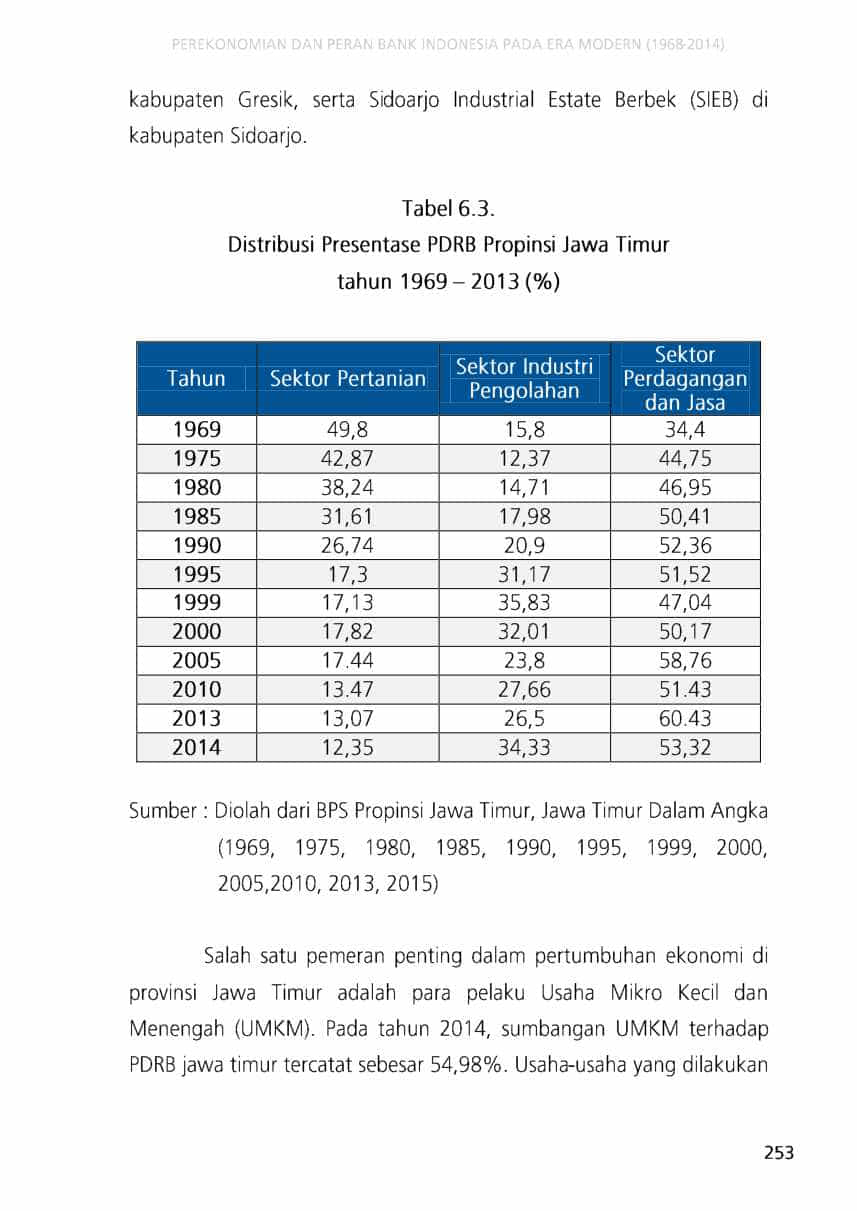 PEREKONOMIAN DAN PERAN BANK INDONESIA PADA ERA MODERN (1968-2014)
kabupaten Gresik, serta Sidoarjo Industrial Estate Berbek (SIEB) di
kabupaten Sidoarjo.
Tabel 6.3.
Distribusi Presentase PDRB Propinsi Jawa Timur
tahun 1969 – 2013 (%)
Tahun Sektor Pertanian Sektor Industri Pengolahan Sektor Perdagangan dan Jasa
1969 49,8 15,8 34,4
1975 42,87 12,37 44,75
1980 38,24 14,71 46,95
1985 31,61 17,98 50,41
1990 26,74 20,9 52,36
1995 17,3 31,17 51,52
1999 17,13 35,83 47,04
2000 17,82 32,01 50,17
2005 17.44 23,8 58,76
2010 13.47 27,66 51.43
2013 13,07 26,5 60.43
2014 12,35 34,33 53,32
Sumber : Diolah dari BPS Propinsi Jawa Timur, Jawa Timur Dalam Angka
(1969, 1975, 1980, 1985, 1990, 1995, 1999, 2000,
2005,2010, 2013, 2015)
Salah satu pemeran penting dalam pertumbuhan ekonomi di
provinsi Jawa Timur adalah para pelaku Usaha Mikro Kecil dan
Menengah (UMKM). Pada tahun 2014, sumbangan UMKM terhadap
PDRB jawa timur tercatat sebesar 54,98%. Usaha-usaha yang dilakukan
253